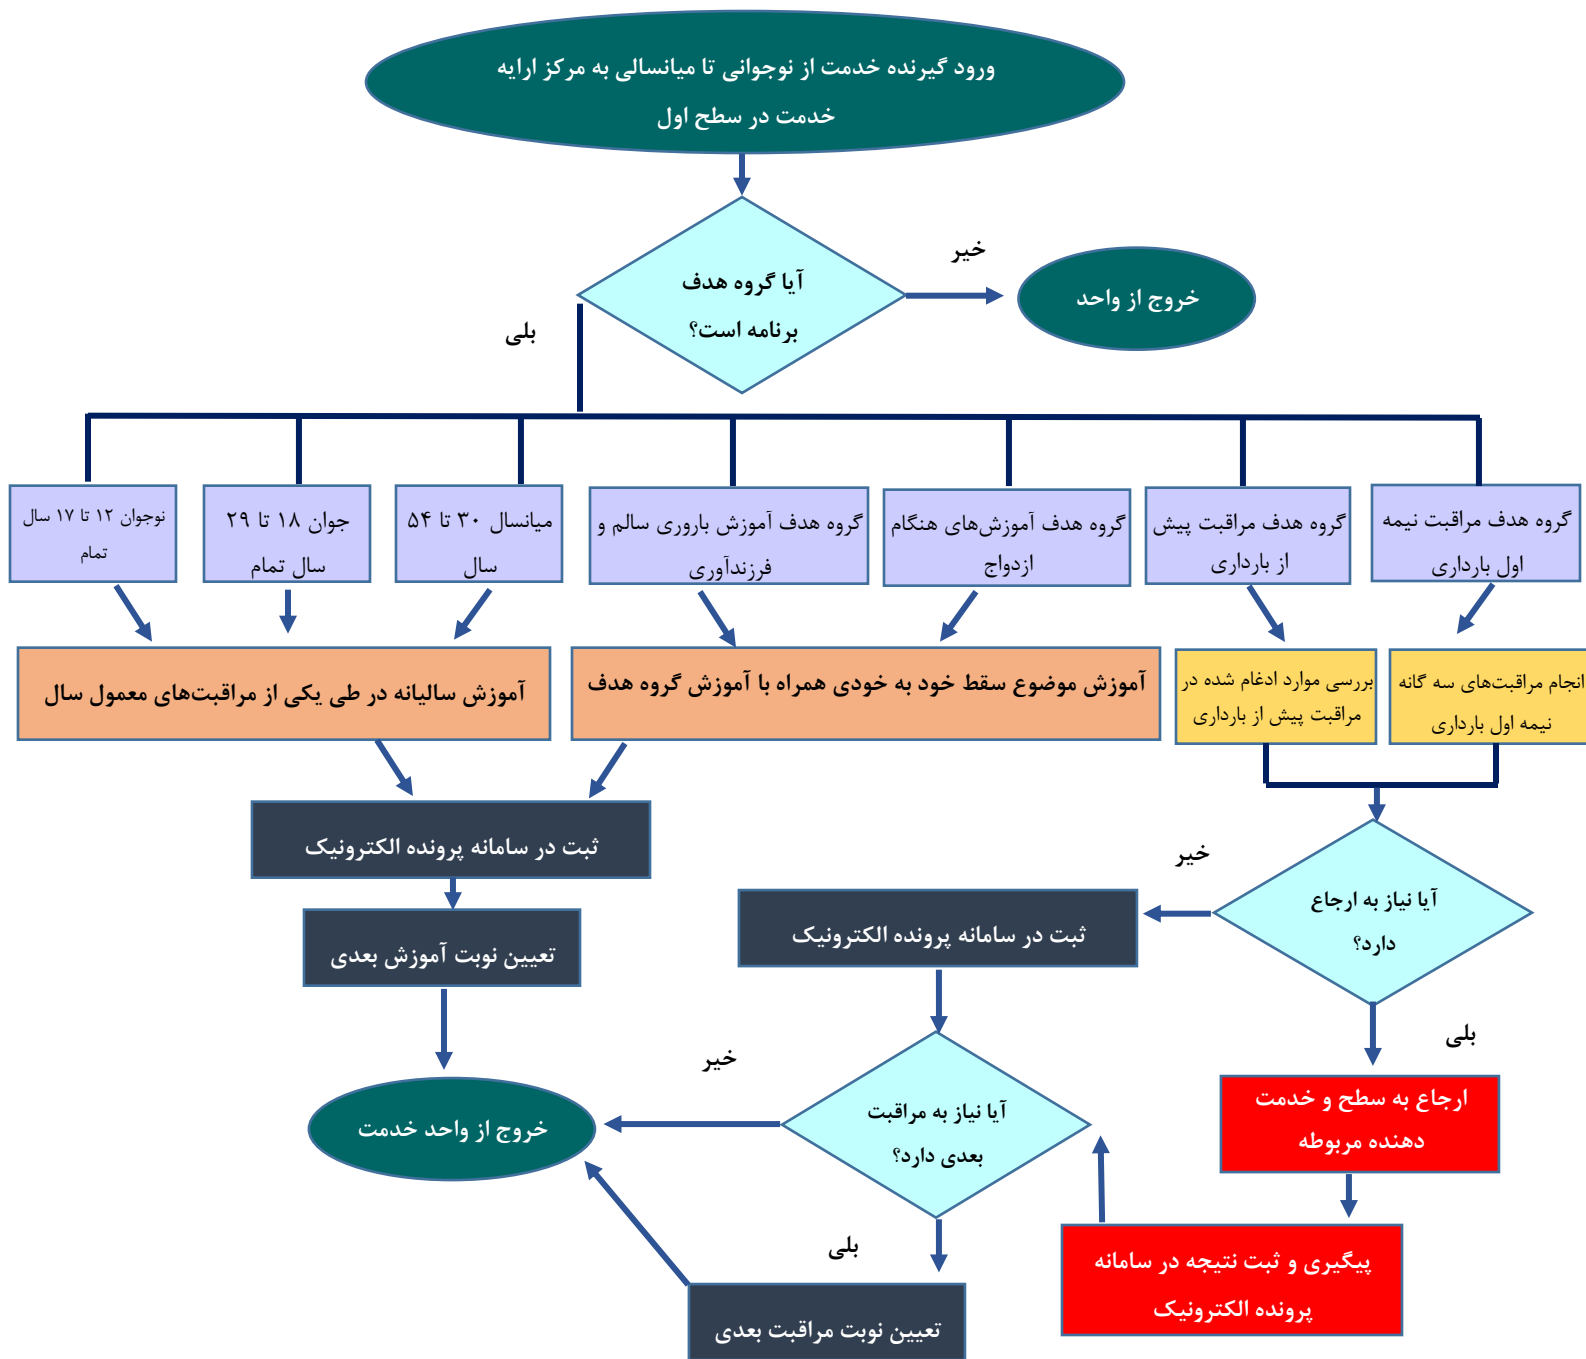 ورود گیرنده خدمت از نوجوانی تا میانسالی به مرکز ارایه
خدمت در سطح اول
آیا گروه هدف
برنامه است؟
خیر
خروج از واحد
بلی
گروه هدف مراقبت نیمه
اول بارداری
گروه هدف مراقبت پیش
از بارداری
گروه هدف آموزش‌های هنگام
ازدواج
گروه هدف آموزش باروری سالم و
فرزندآوری
میانسال ۳۰ تا ۵۴
سال
جوان ۱۸ تا ۲۹
سال تمام
نوجوان ۱۲ تا ۱۷ سال
تمام
انجام مراقبت‌های سه گانه
نیمه اول بارداری
بررسی موارد ادغام شده در
مراقبت پیش از بارداری
آموزش موضوع سقط خود به خودی همراه با آموزش گروه هدف
آموزش سالیانه در طی یکی از مراقبت‌های معمول سال
ثبت در سامانه پرونده الکترونیک
تعیین نوبت آموزش بعدی
خروج از واحد خدمت
آیا نیاز به ارجاع
دارد؟
خیر
ثبت در سامانه پرونده الکترونیک
بلی
ارجاع به سطح و خدمت
دهنده مربوطه
پیگیری و ثبت نتیجه در سامانه
پرونده الکترونیک
آیا نیاز به مراقبت
بعدی دارد؟
خیر
بلی
تعیین نوبت مراقبت بعدی